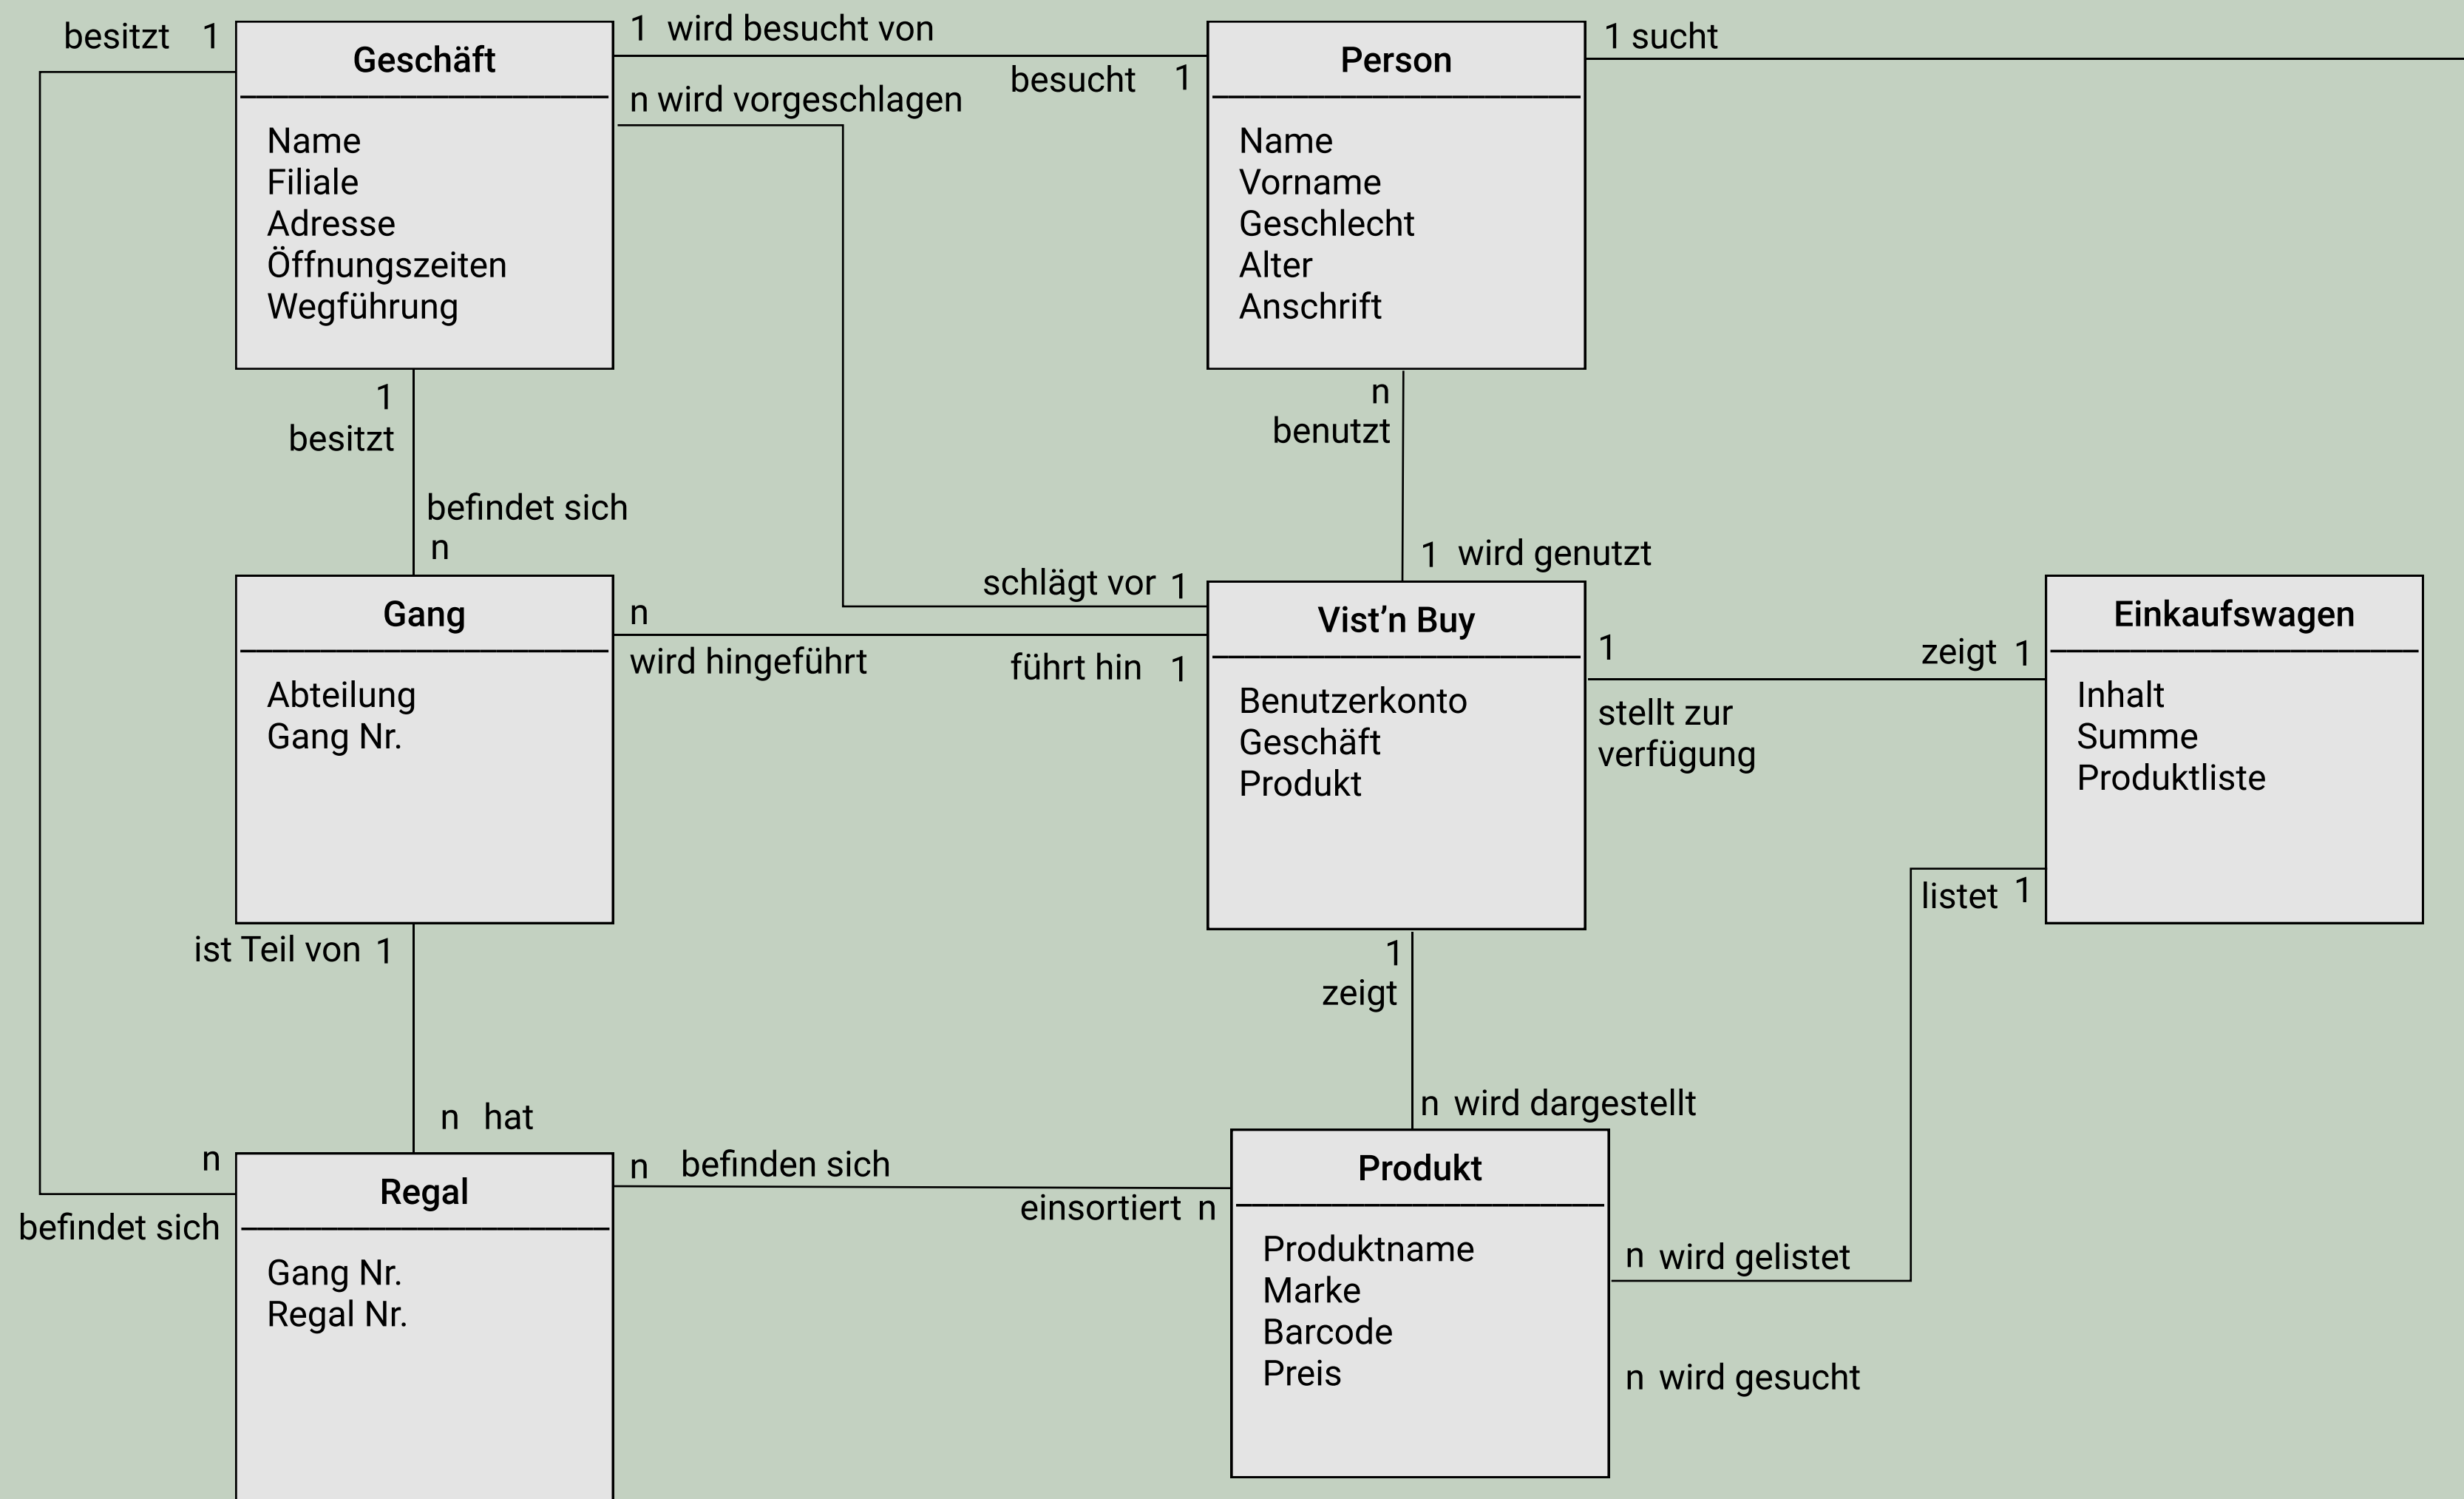 besitzt 1
Geschäft
Name
Filiale
Adresse
Öffnungszeiten
Wegführung
1 wird besucht von
besucht 1
n wird vorgeschlagen
Person
Name
Vorname
Geschlecht
Alter
Anschrift
1 sucht
1
besitzt
befindet sich
n
n
benutzt
1 wird genutzt
schlägt vor 1
Gang
Abteilung
Gang Nr.
n
wird hingeführt
führt hin 1
Vist’n Buy
Benutzerkonto
Geschäft
Produkt
1
stellt zur
verfügung
zeigt 1
Einkaufswagen
Inhalt
Summe
Produktliste
listet 1
ist Teil von 1
n hat
1
zeigt
n wird dargestellt
n
befindet sich
Regal
Gang Nr.
Regal Nr.
n befinden sich
einsortiert n
Produkt
Produktname
Marke
Barcode
Preis
n wird gelistet
n wird gesucht